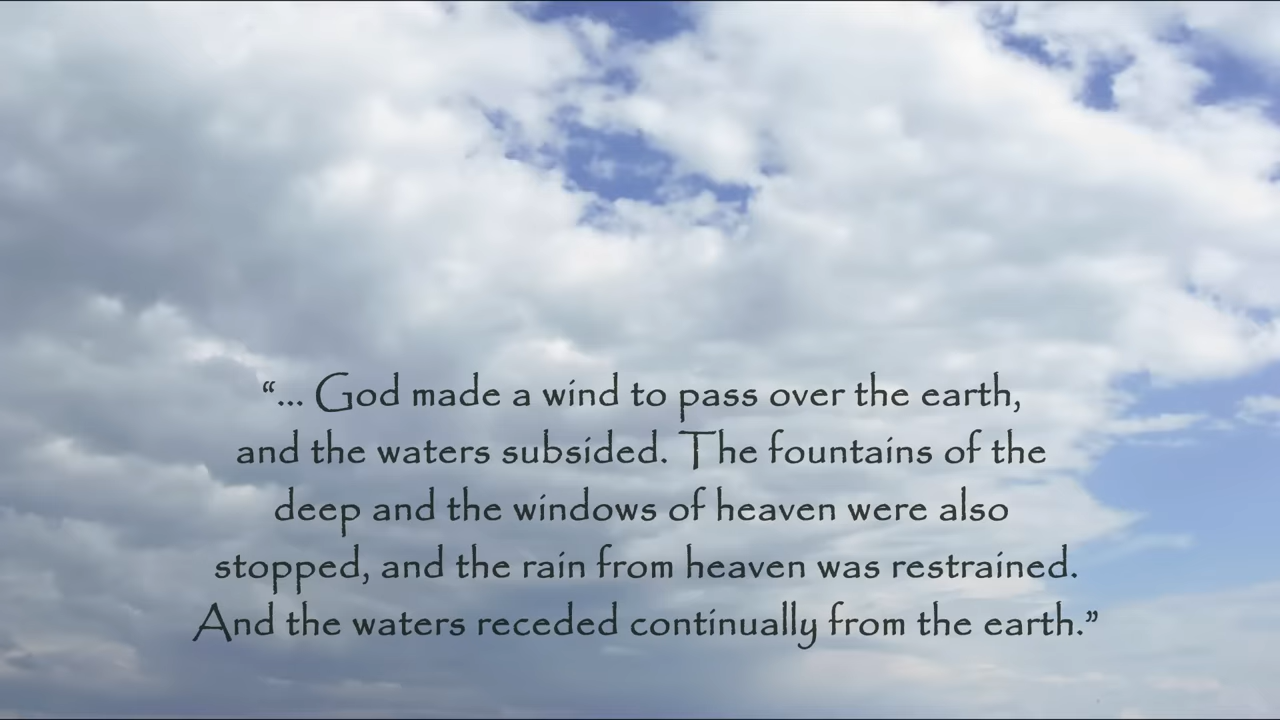 “... God made a wind to pass over the earth,
and the waters subsided. The fountains of the
deep and the windows of heaven were also
stopped, and the rain from heaven was restrained.
And the waters receded continually from the earth.”